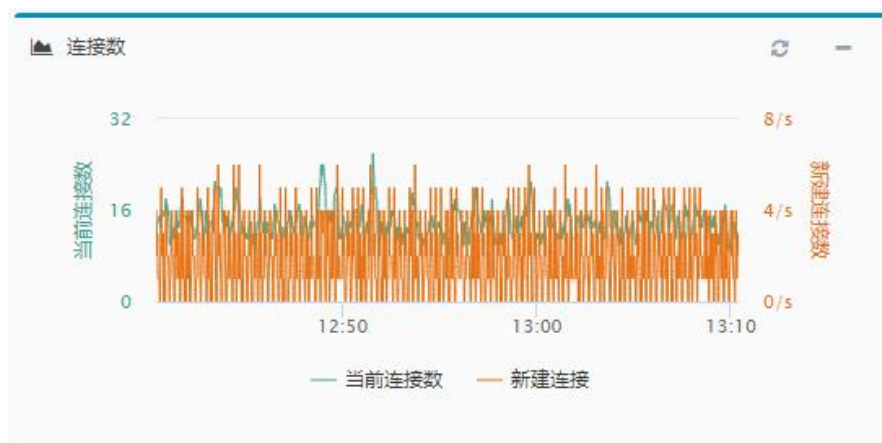 连接数
32
8/s
当前连接数
16
4/s
新建连接数
0
0/s
12:50
13:00
13:10
当前连接数
新建连接